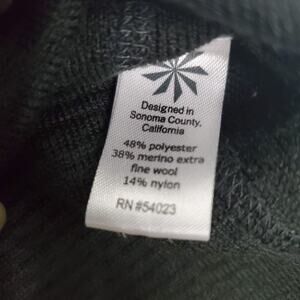 Designed in
Sonoma County,
California
48% polyester
38% merino extra
fine wool
14% nylon
RN #54023